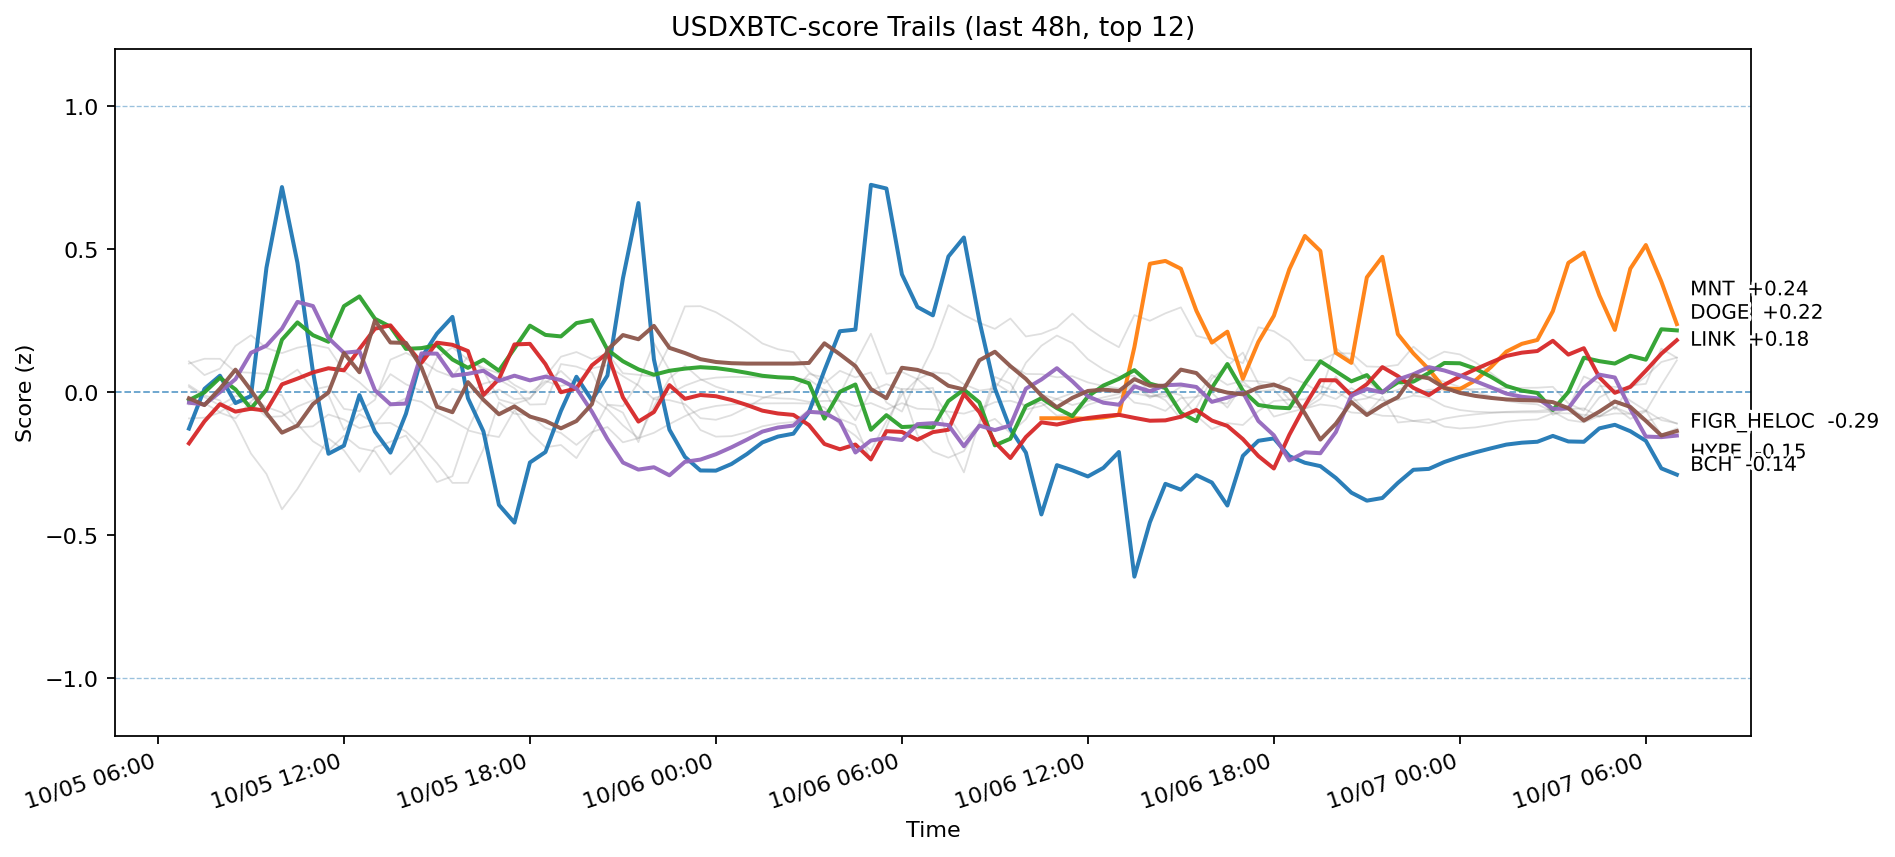 USDXBTC-score Trails (last 48h, top 12)
Score (z)
1.0
0.5
0.0
−0.5
−1.0
MNT +0.24
DOGE +0.22
LINK +0.18
FIGR_HELOC -0.29
HYPE -0.15
BCH -0.14
10/05 06:00
10/05 12:00
10/05 18:00
10/06 00:00
10/06 06:00
10/06 12:00
10/06 18:00
10/07 00:00
10/07 06:00
Time